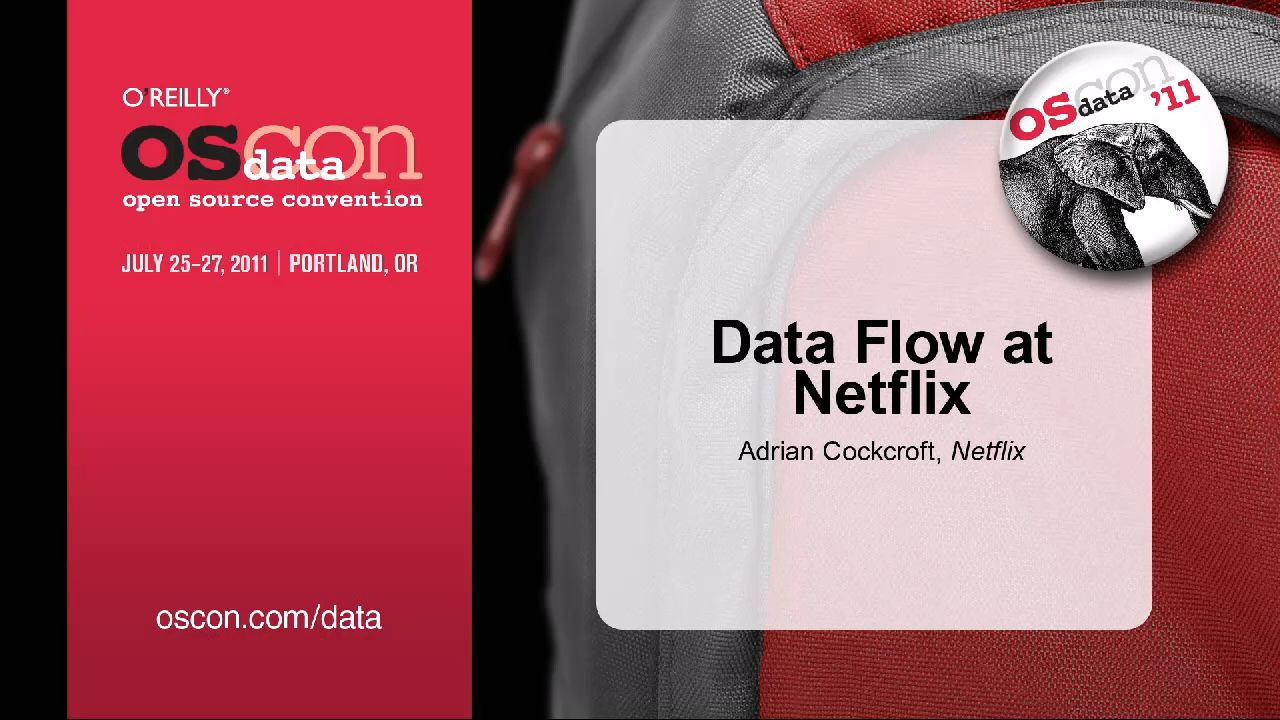 O'REILLY®
oscon
data
open source convention
JULY 25–27, 2011 | PORTLAND, OR
oscon.com/data
oscon
data
'11
Data Flow at
Netflix
Adrian Cockcroft, Netflix